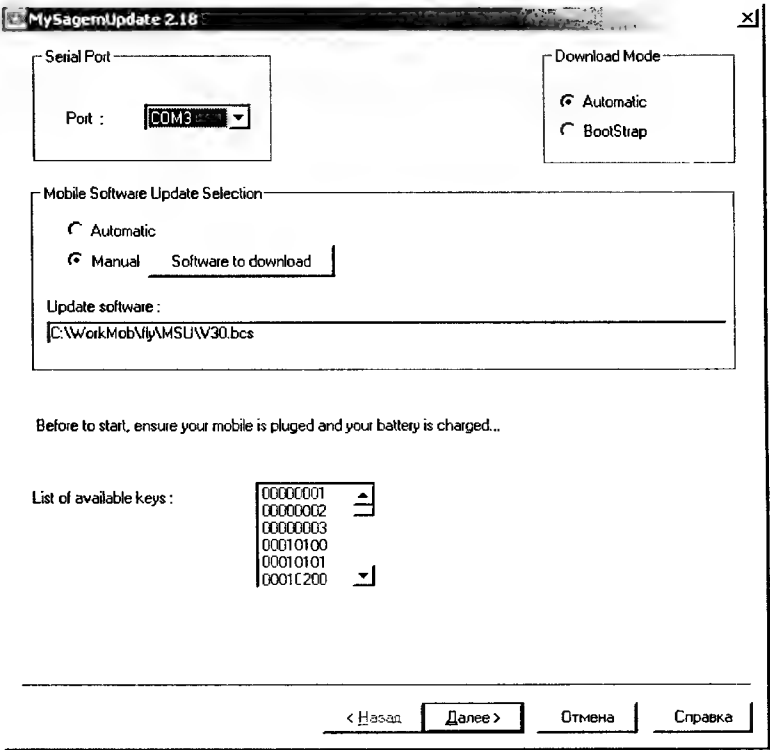 MySagemUpdate 2.18
Serial Port
Port :
COM3
Download Mode
Automatic
BootStrap
Mobile Software Update Selection
Automatic
Manual
Software to download
Update software :
C:\WorkMob\fly\MSU\V30.bcs
Before to start, ensure your mobile is pluged and your battery is charged...
List of available keys :
00000001
00000002
00000003
00010100
00010101
00010200
< Назад
Далее >
Отмена
Справка